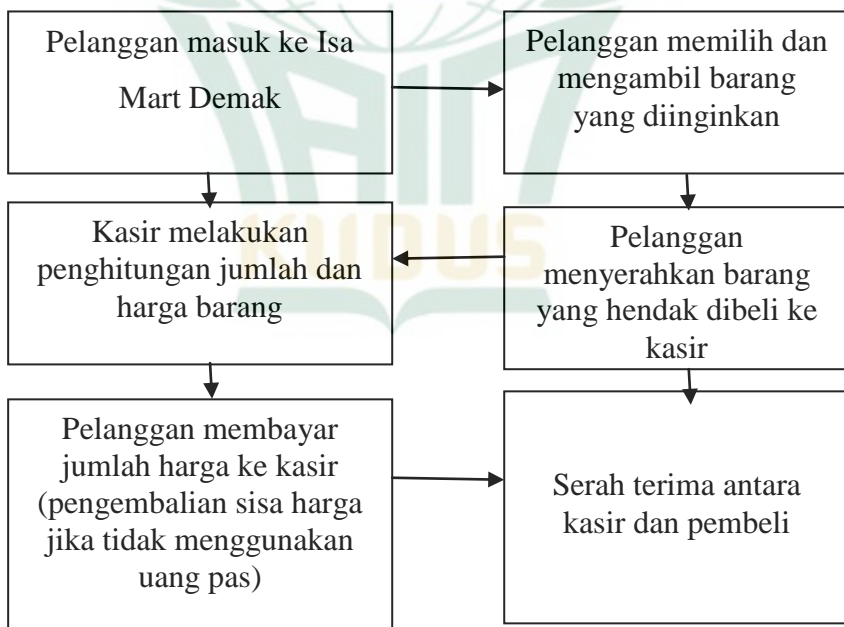 Pelanggan masuk ke Isa
Mart Demak
Pelanggan memilih dan
mengambil barang
yang diinginkan
Kasir melakukan
penghitungan jumlah dan
harga barang
Pelanggan
menyerahkan barang
yang hendak dibeli ke
kasir
Pelanggan membayar
jumlah harga ke kasir
(pengembalian sisa harga
jika tidak menggunakan
uang pas)
Serah terima antara
kasir dan pembeli
IAIN
KUDUS